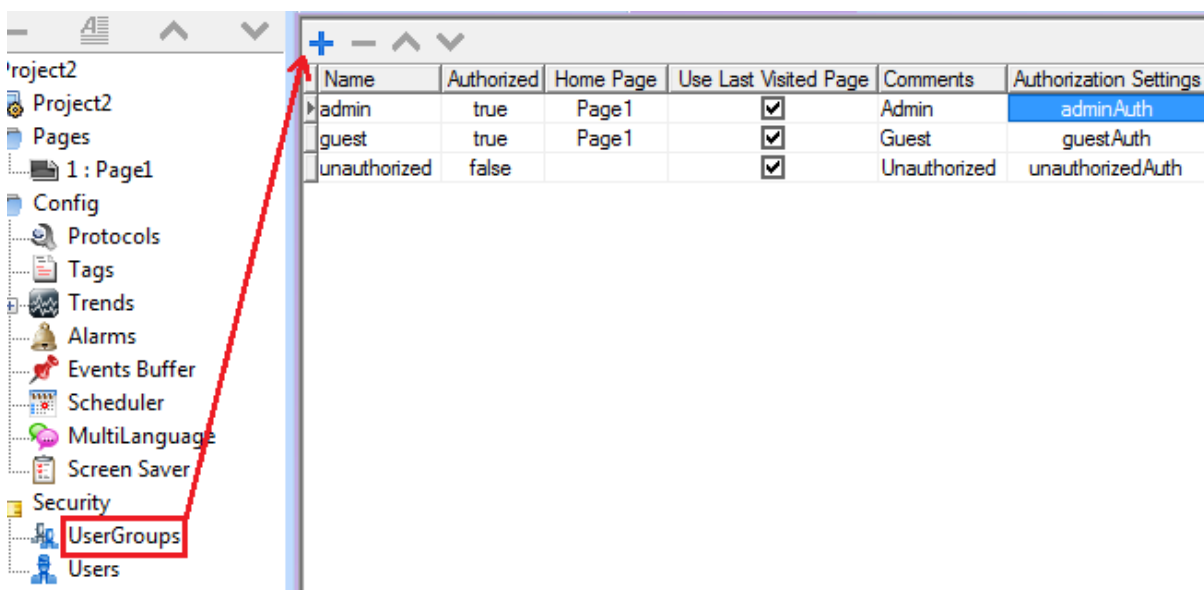 roject2
Project2
Pages
1 : Page1
Config
Protocols
Tags
Trends
Alarms
Events Buffer
Scheduler
MultiLanguage
Screen Saver
Security
UserGroups
Users
Name Authorized Home Page Use Last Visited Page Comments Authorization Settings
admin true Page1 Admin adminAuth
guest true Page1 Guest guestAuth
unauthorized false Unauthorized unauthorizedAuth